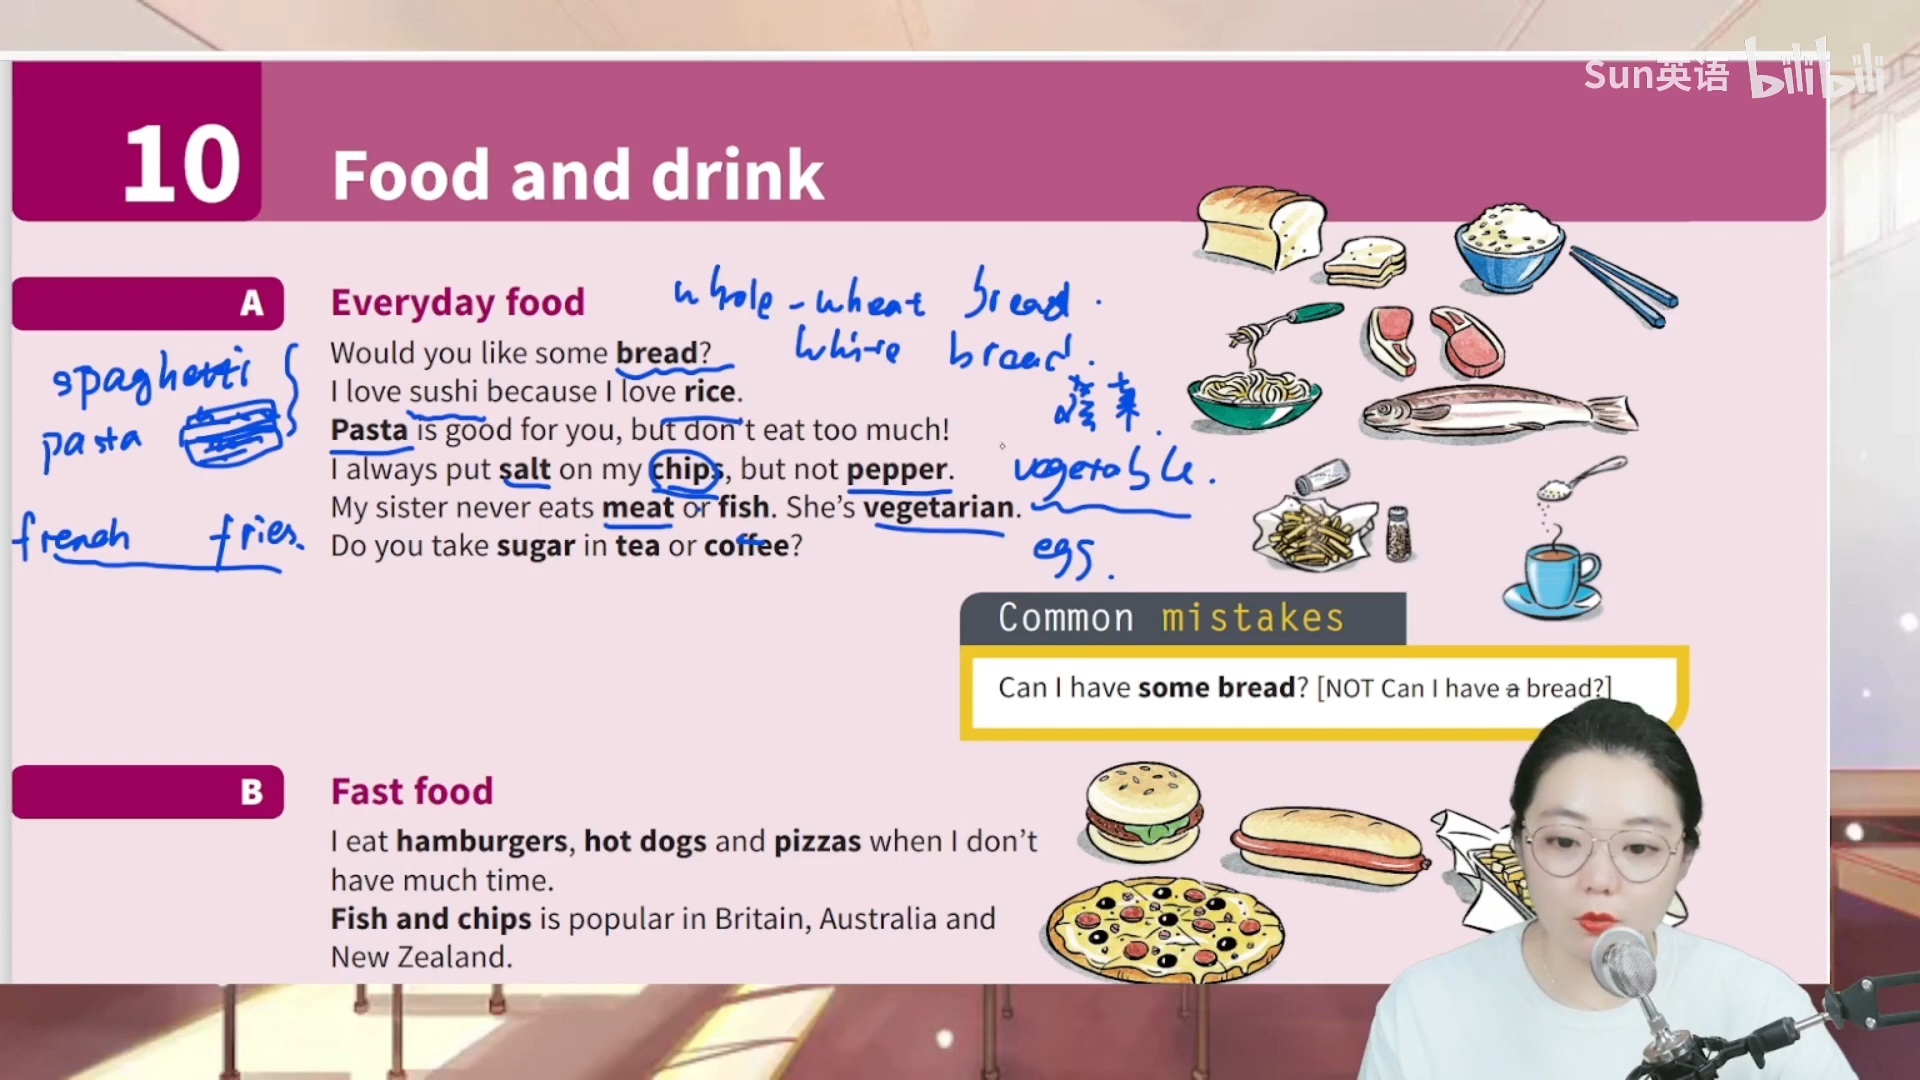 Sun英语 bilibili
10
Food and drink
A
Everyday food
whole-wheat bread.
white bread.
Would you like some bread?
I love sushi because I love rice.
Pasta is good for you, but don't eat too much!
I always put salt on my chips, but not pepper.
My sister never eats meat or fish. She's vegetarian.
Do you take sugar in tea or coffee?
spaghetti
pasta
french fries.
vegetable.
egg.
Common mistakes
Can I have some bread? [NOT Can I have a bread?]
B
Fast food
I eat hamburgers, hot dogs and pizzas when I don't
have much time.
Fish and chips is popular in Britain, Australia and
New Zealand.